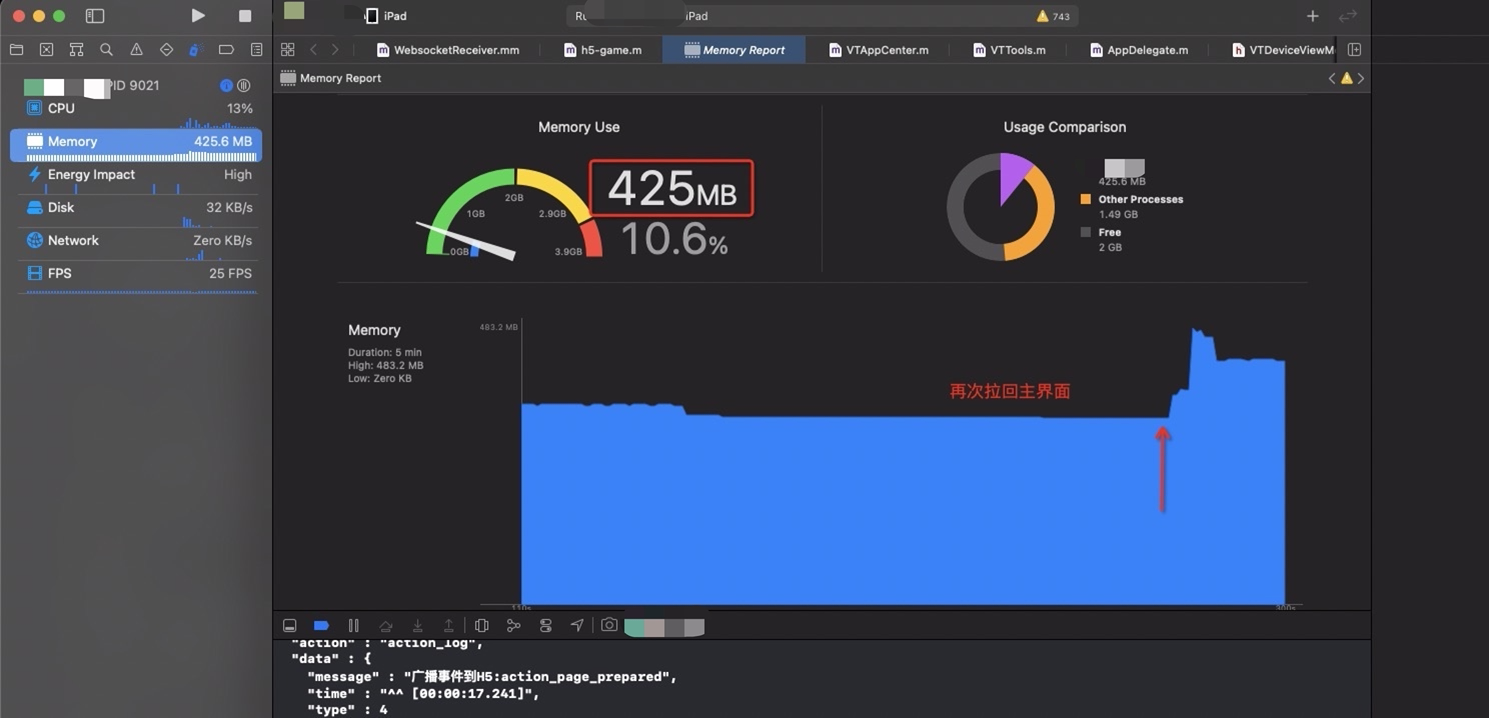 iPad
Ru
iPad
743
WebsocketReceiver.mm
h5-game.m
Memory Report
VTAppCenter.m
VTTools.m
AppDelegate.m
VTDeviceViewM
Memory Report
PID 9021
CPU
13%
Memory
425.6 MB
Energy Impact
High
Disk
32 KB/s
Network
Zero KB/s
FPS
25 FPS
Memory Use
0GB
1GB
2GB
2.9GB
3.9GB
425MB
10.6%
Usage Comparison
425.6 MB
Other Processes
1.49 GB
Free
2 GB
Memory
Duration: 5 min
High: 483.2 MB
Low: Zero KB
483.2 MB
再次拉回主界面
110s
300s
"action" : "action_log",
"data" : {
"message" : "广播事件到H5:action_page_prepared",
"time" : "^^ [00:00:17.241]",
"type" : 4